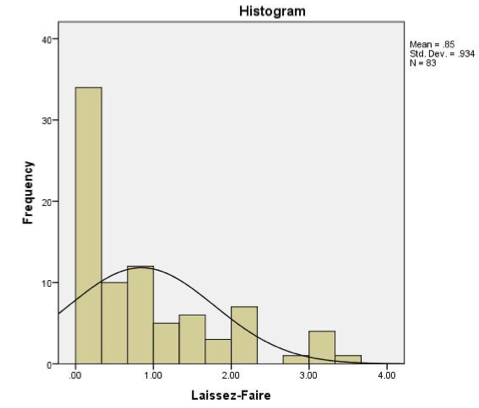 Histogram
Mean = .85
Std. Dev. = .934
N = 83
40
30
20
10
0
Frequency
.00 1.00 2.00 3.00 4.00
Laissez-Faire